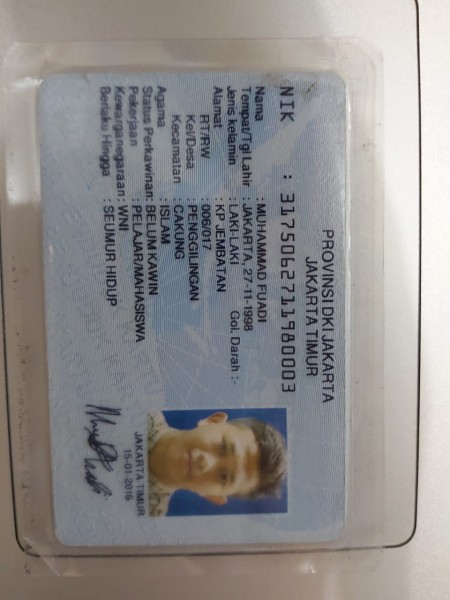 PROVINSI DKI JAKARTA
JAKARTA TIMUR
NIK : 3175062711980003
Nama : MUHAMMAD FUADI
Tempat/Tgl Lahir : JAKARTA, 27-11-1998
Jenis kelamin : LAKI-LAKI Gol. Darah :-
Alamat : KP JEMBATAN
RT/RW : 006/017
Kel/Desa : PENGGILINGAN
Kecamatan : CAKUNG
Agama : ISLAM
Status Perkawinan: BELUM KAWIN
Pekerjaan : PELAJAR/MAHASISWA
Kewarganegaraan: WNI
Berlaku Hingga : SEUMUR HIDUP
JAKARTA TIMUR
15-01-2016